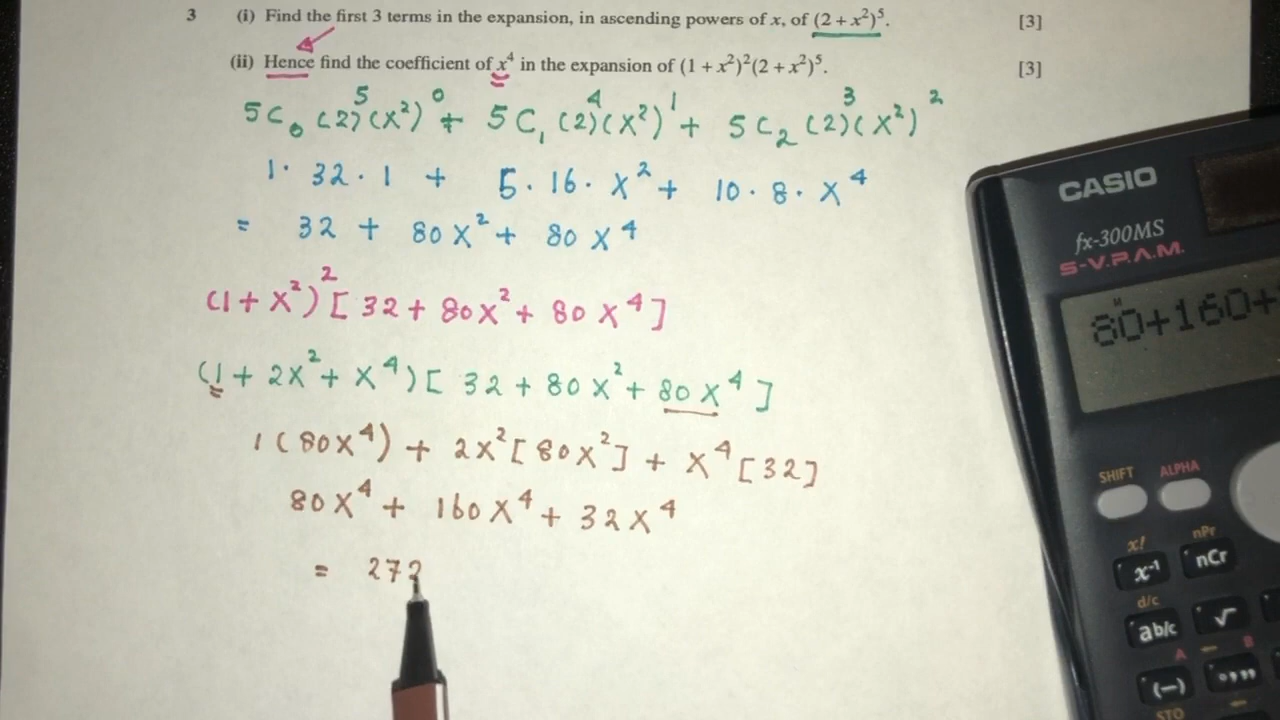 3 (i) Find the first 3 terms in the expansion, in ascending powers of x, of (2 + x²)⁵. [3]
(ii) Hence find the coefficient of x⁴ in the expansion of (1 + x²)²(2 + x²)⁵. [3]
5C₀ (2)⁵(x²)⁰ + 5C₁ (2)⁴(x²)¹ + 5C₂ (2)³(x²)²
1 · 32 · 1 + 5 · 16 · x² + 10 · 8 · x⁴
= 32 + 80x² + 80x⁴
(1 + x²)² [32 + 80x² + 80x⁴]
(1 + 2x² + x⁴)[32 + 80x² + 80x⁴]
1(80x⁴) + 2x²[80x²] + x⁴[32]
80x⁴ + 160x⁴ + 32x⁴
= 272
CASIO
fx-300MS
S-V.P.A.M.
M
80+160+
SHIFT ALPHA
x! nPr
x⁻¹ nCr
d/c
ab/c √
A B
(−) °,,,
STO